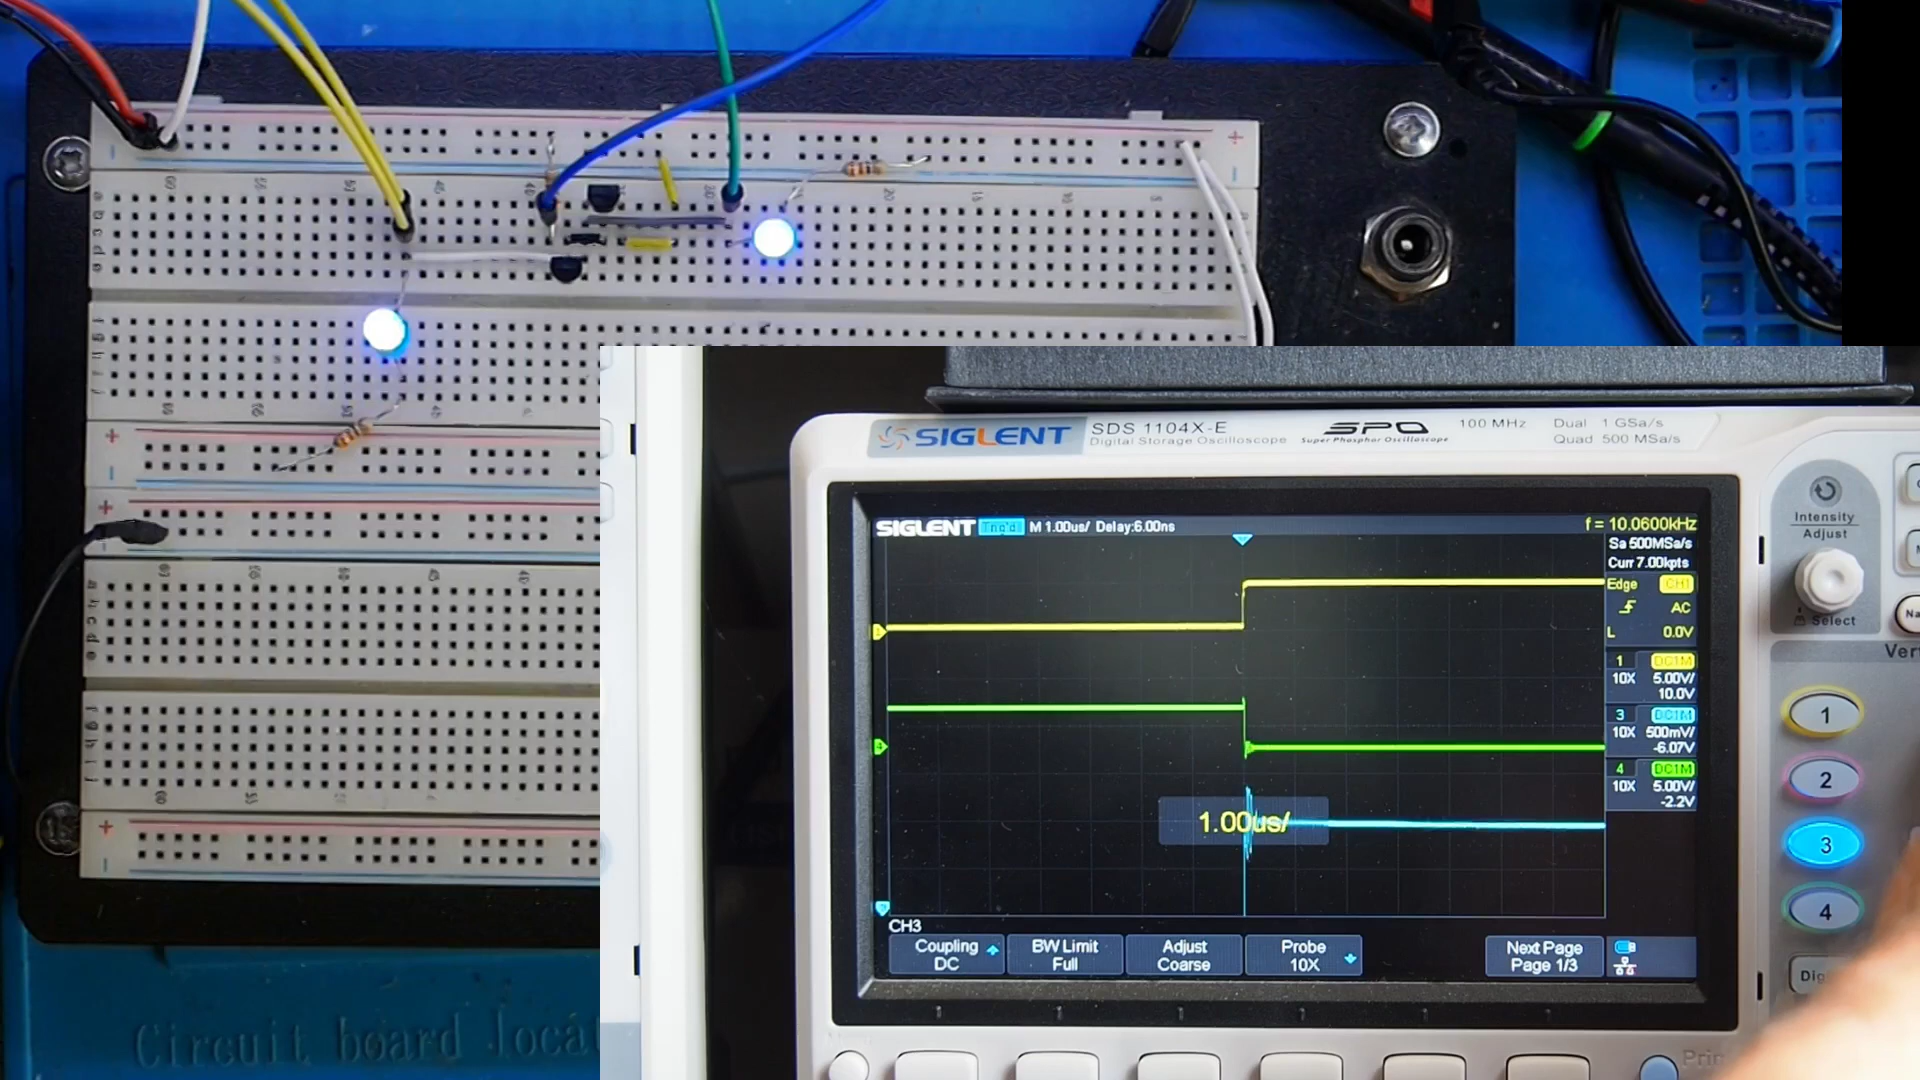 SIGLENT SDS 1104X-E
Digital Storage Oscilloscope
SPO
Super Phosphor Oscilloscope
100 MHz
Dual 1 GSa/s
Quad 500 MSa/s
SIGLENT Trig'd M 1.00us/ Delay:6.00ns
f = 10.0600kHz
Sa 500MSa/s
Curr 7.00kpts
Edge CH1
AC
L 0.0V
1 DC1M
10X 5.00V/
10.0V
3 DC1M
10X 500mV/
-6.07V
4 DC1M
10X 5.00V/
-2.2V
1.00us/
CH3
Coupling
DC
BW Limit
Full
Adjust
Coarse
Probe
10X
Next Page
Page 1/3
Intensity
Adjust
Select
1
2
3
4
Circuit board